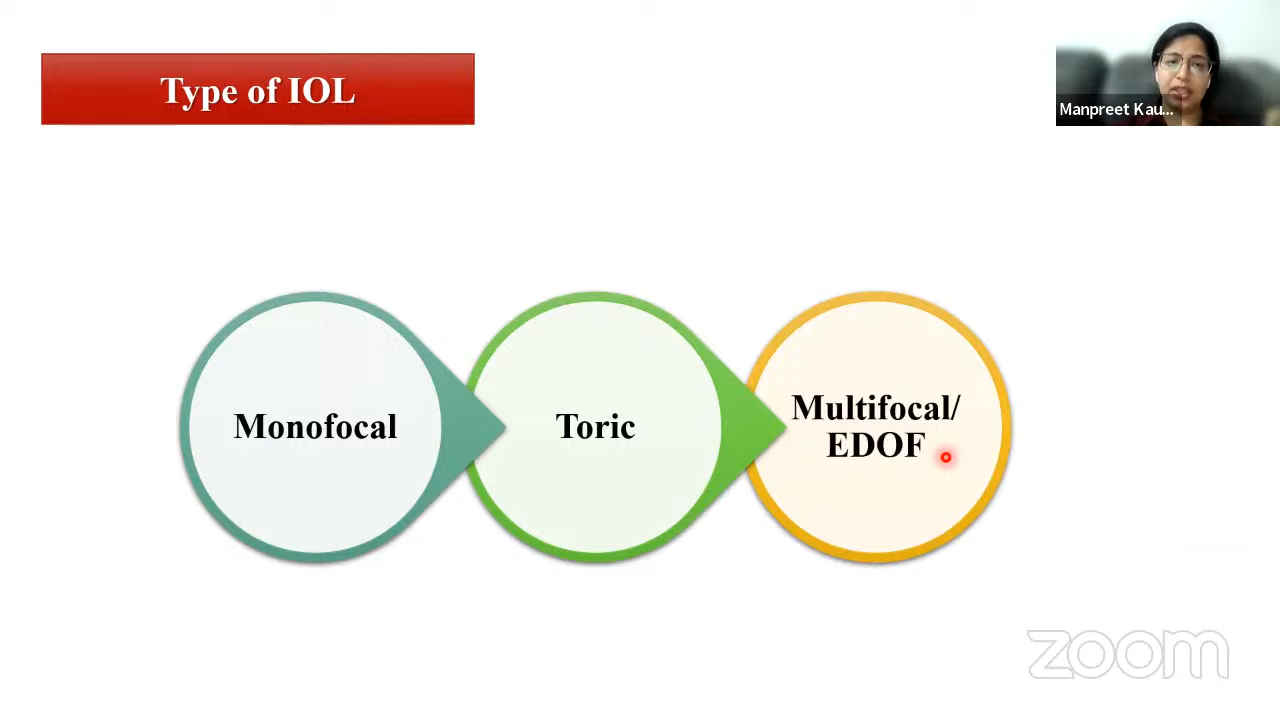 Type of IOL
Manpreet Kau...
Monofocal
Toric
Multifocal/
EDOF
zoom